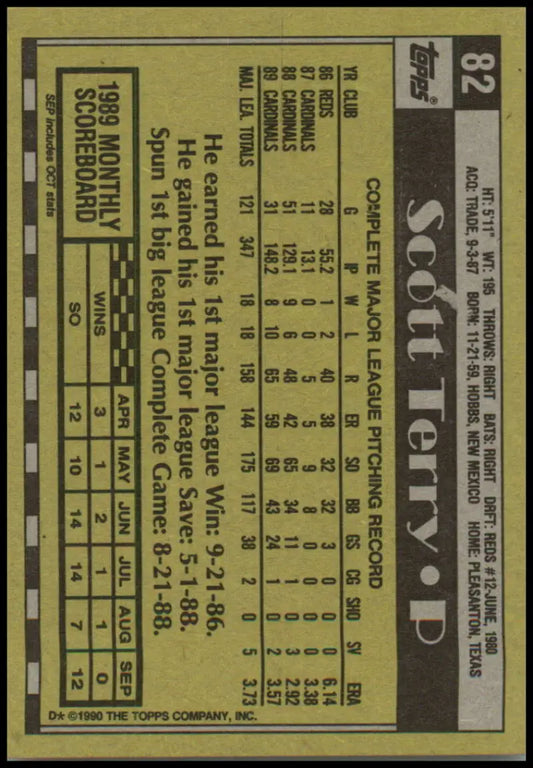 82
topps®
HT: 5'11" WT: 195 THROWS: RIGHT BATS: RIGHT DRFT: REDS #12-JUNE, 1980
ACQ: TRADE, 9-3-87 BORN: 11-21-59, HOBBS, NEW MEXICO HOME: PLEASANTON, TEXAS
Scott Terry • P
COMPLETE MAJOR LEAGUE PITCHING RECORD
YR CLUB G IP W L R ER SO BB GS CG SHO SV ERA
86 REDS 28 55.2 1 2 40 38 32 32 3 0 0 0 6.14
87 CARDINALS 11 13.1 0 0 5 5 9 8 0 0 0 0 3.38
88 CARDINALS 51 129.1 9 6 48 42 65 34 11 1 0 3 2.92
89 CARDINALS 31 148.2 8 10 65 59 69 43 24 1 0 2 3.57
MAJ. LEA. TOTALS 121 347 18 18 158 144 175 117 38 2 0 5 3.73
He earned his 1st major league Win: 9-21-86.
He gained his 1st major league Save: 5-1-88.
Spun 1st big league Complete Game: 8-21-88.
1989 MONTHLY
SCOREBOARD
SEP includes OCT stats
APR MAY JUN JUL AUG SEP
WINS 3 1 2 1 1 0
SO 12 10 14 14 7 12
D* ©1990 THE TOPPS COMPANY, INC.